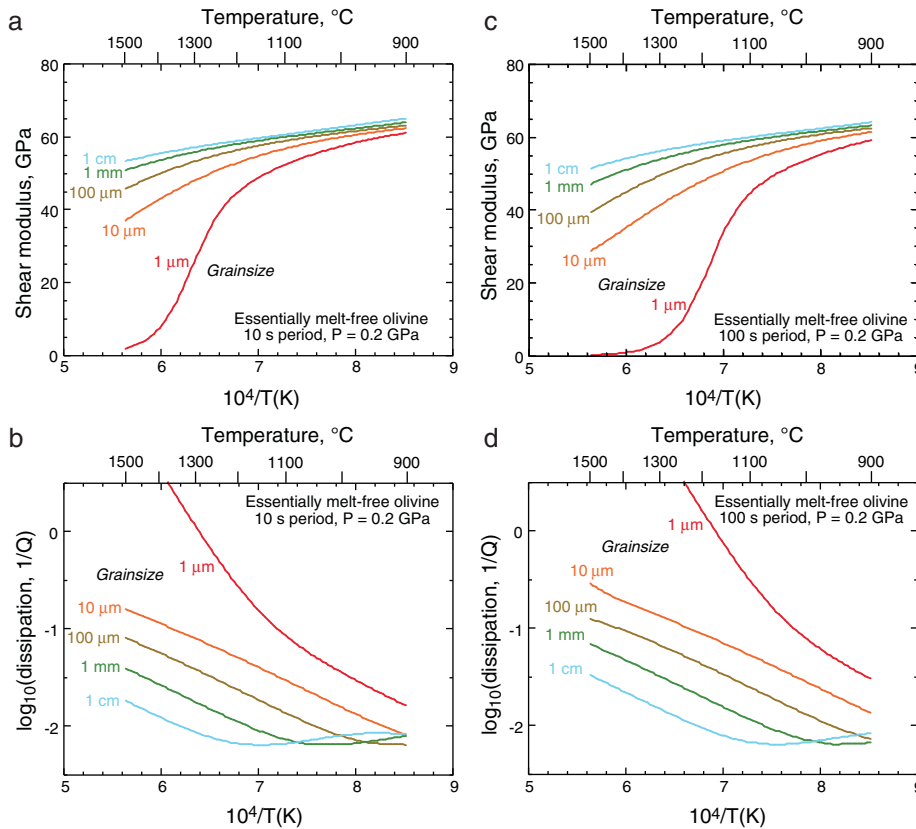 a
Temperature, °C
1500
1300
1100
900
80
60
40
20
0
Shear modulus, GPa
1 cm
1 mm
100 µm
10 µm
1 µm
Grainsize
Essentially melt-free olivine
10 s period, P = 0.2 GPa
5
6
7
8
9
10⁴/T(K)
c
Temperature, °C
1500
1300
1100
900
80
60
40
20
0
Shear modulus, GPa
1 cm
1 mm
100 µm
10 µm
Grainsize
1 µm
Essentially melt-free olivine
100 s period, P = 0.2 GPa
5
6
7
8
9
10⁴/T(K)
b
Temperature, °C
1500
1300
1100
900
0
-1
-2
log₁₀(dissipation, 1/Q)
Essentially melt-free olivine
10 s period, P = 0.2 GPa
1 µm
Grainsize
10 µm
100 µm
1 mm
1 cm
5
6
7
8
9
10⁴/T(K)
d
Temperature, °C
1500
1300
1100
900
0
-1
-2
log₁₀(dissipation, 1/Q)
Essentially melt-free olivine
100 s period, P = 0.2 GPa
1 µm
Grainsize
10 µm
100 µm
1 mm
1 cm
5
6
7
8
9
10⁴/T(K)